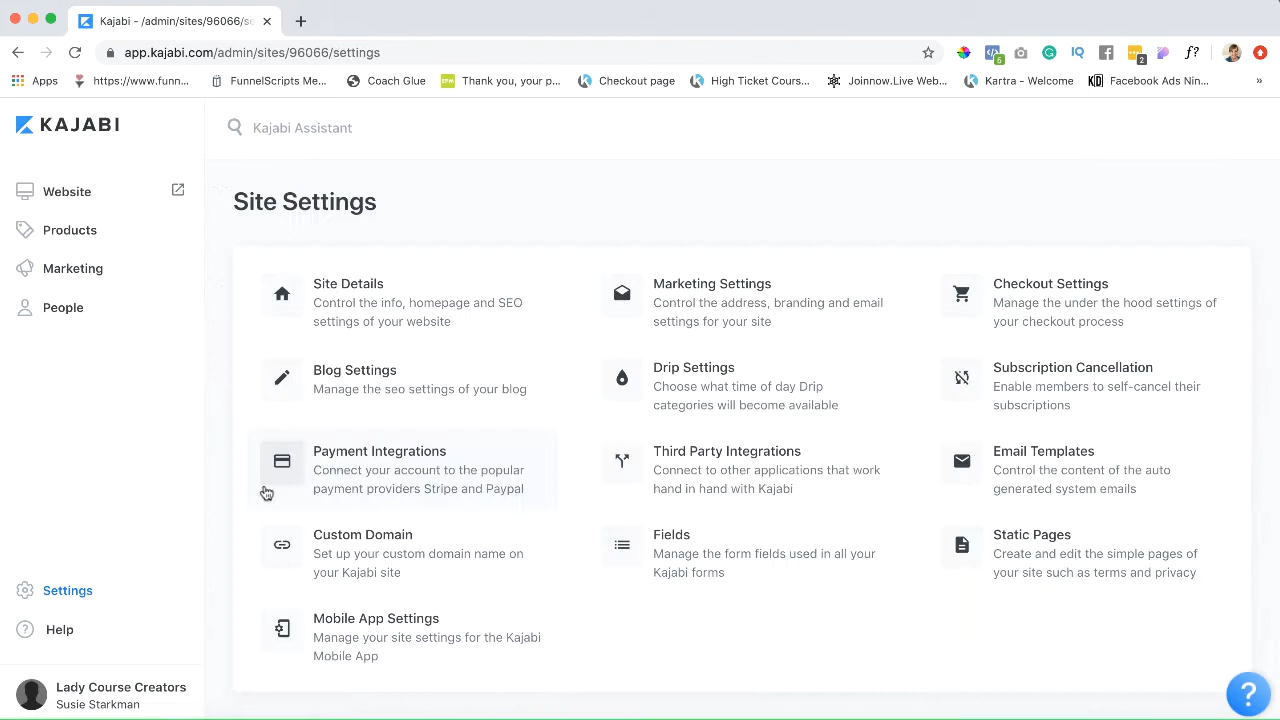 Kajabi - /admin/sites/96066/se
app.kajabi.com/admin/sites/96066/settings
6
IQ
2
f?
Apps
https://www.funn...
FunnelScripts Me...
Coach Glue
EPM
Thank you, your p...
Checkout page
High Ticket Cours...
Joinnow.Live Web...
Kartra - Welcome
KD
Facebook Ads Nin...
»
KAJABI
Kajabi Assistant
Website
Products
Marketing
People
Settings
Help
Lady Course Creators
Susie Starkman
Site Settings
Site Details
Control the info, homepage and SEO
settings of your website
Marketing Settings
Control the address, branding and email
settings for your site
Checkout Settings
Manage the under the hood settings of
your checkout process
Blog Settings
Manage the seo settings of your blog
Drip Settings
Choose what time of day Drip
categories will become available
Subscription Cancellation
Enable members to self-cancel their
subscriptions
Payment Integrations
Connect your account to the popular
payment providers Stripe and Paypal
Third Party Integrations
Connect to other applications that work
hand in hand with Kajabi
Email Templates
Control the content of the auto
generated system emails
Custom Domain
Set up your custom domain name on
your Kajabi site
Fields
Manage the form fields used in all your
Kajabi forms
Static Pages
Create and edit the simple pages of
your site such as terms and privacy
Mobile App Settings
Manage your site settings for the Kajabi
Mobile App
?